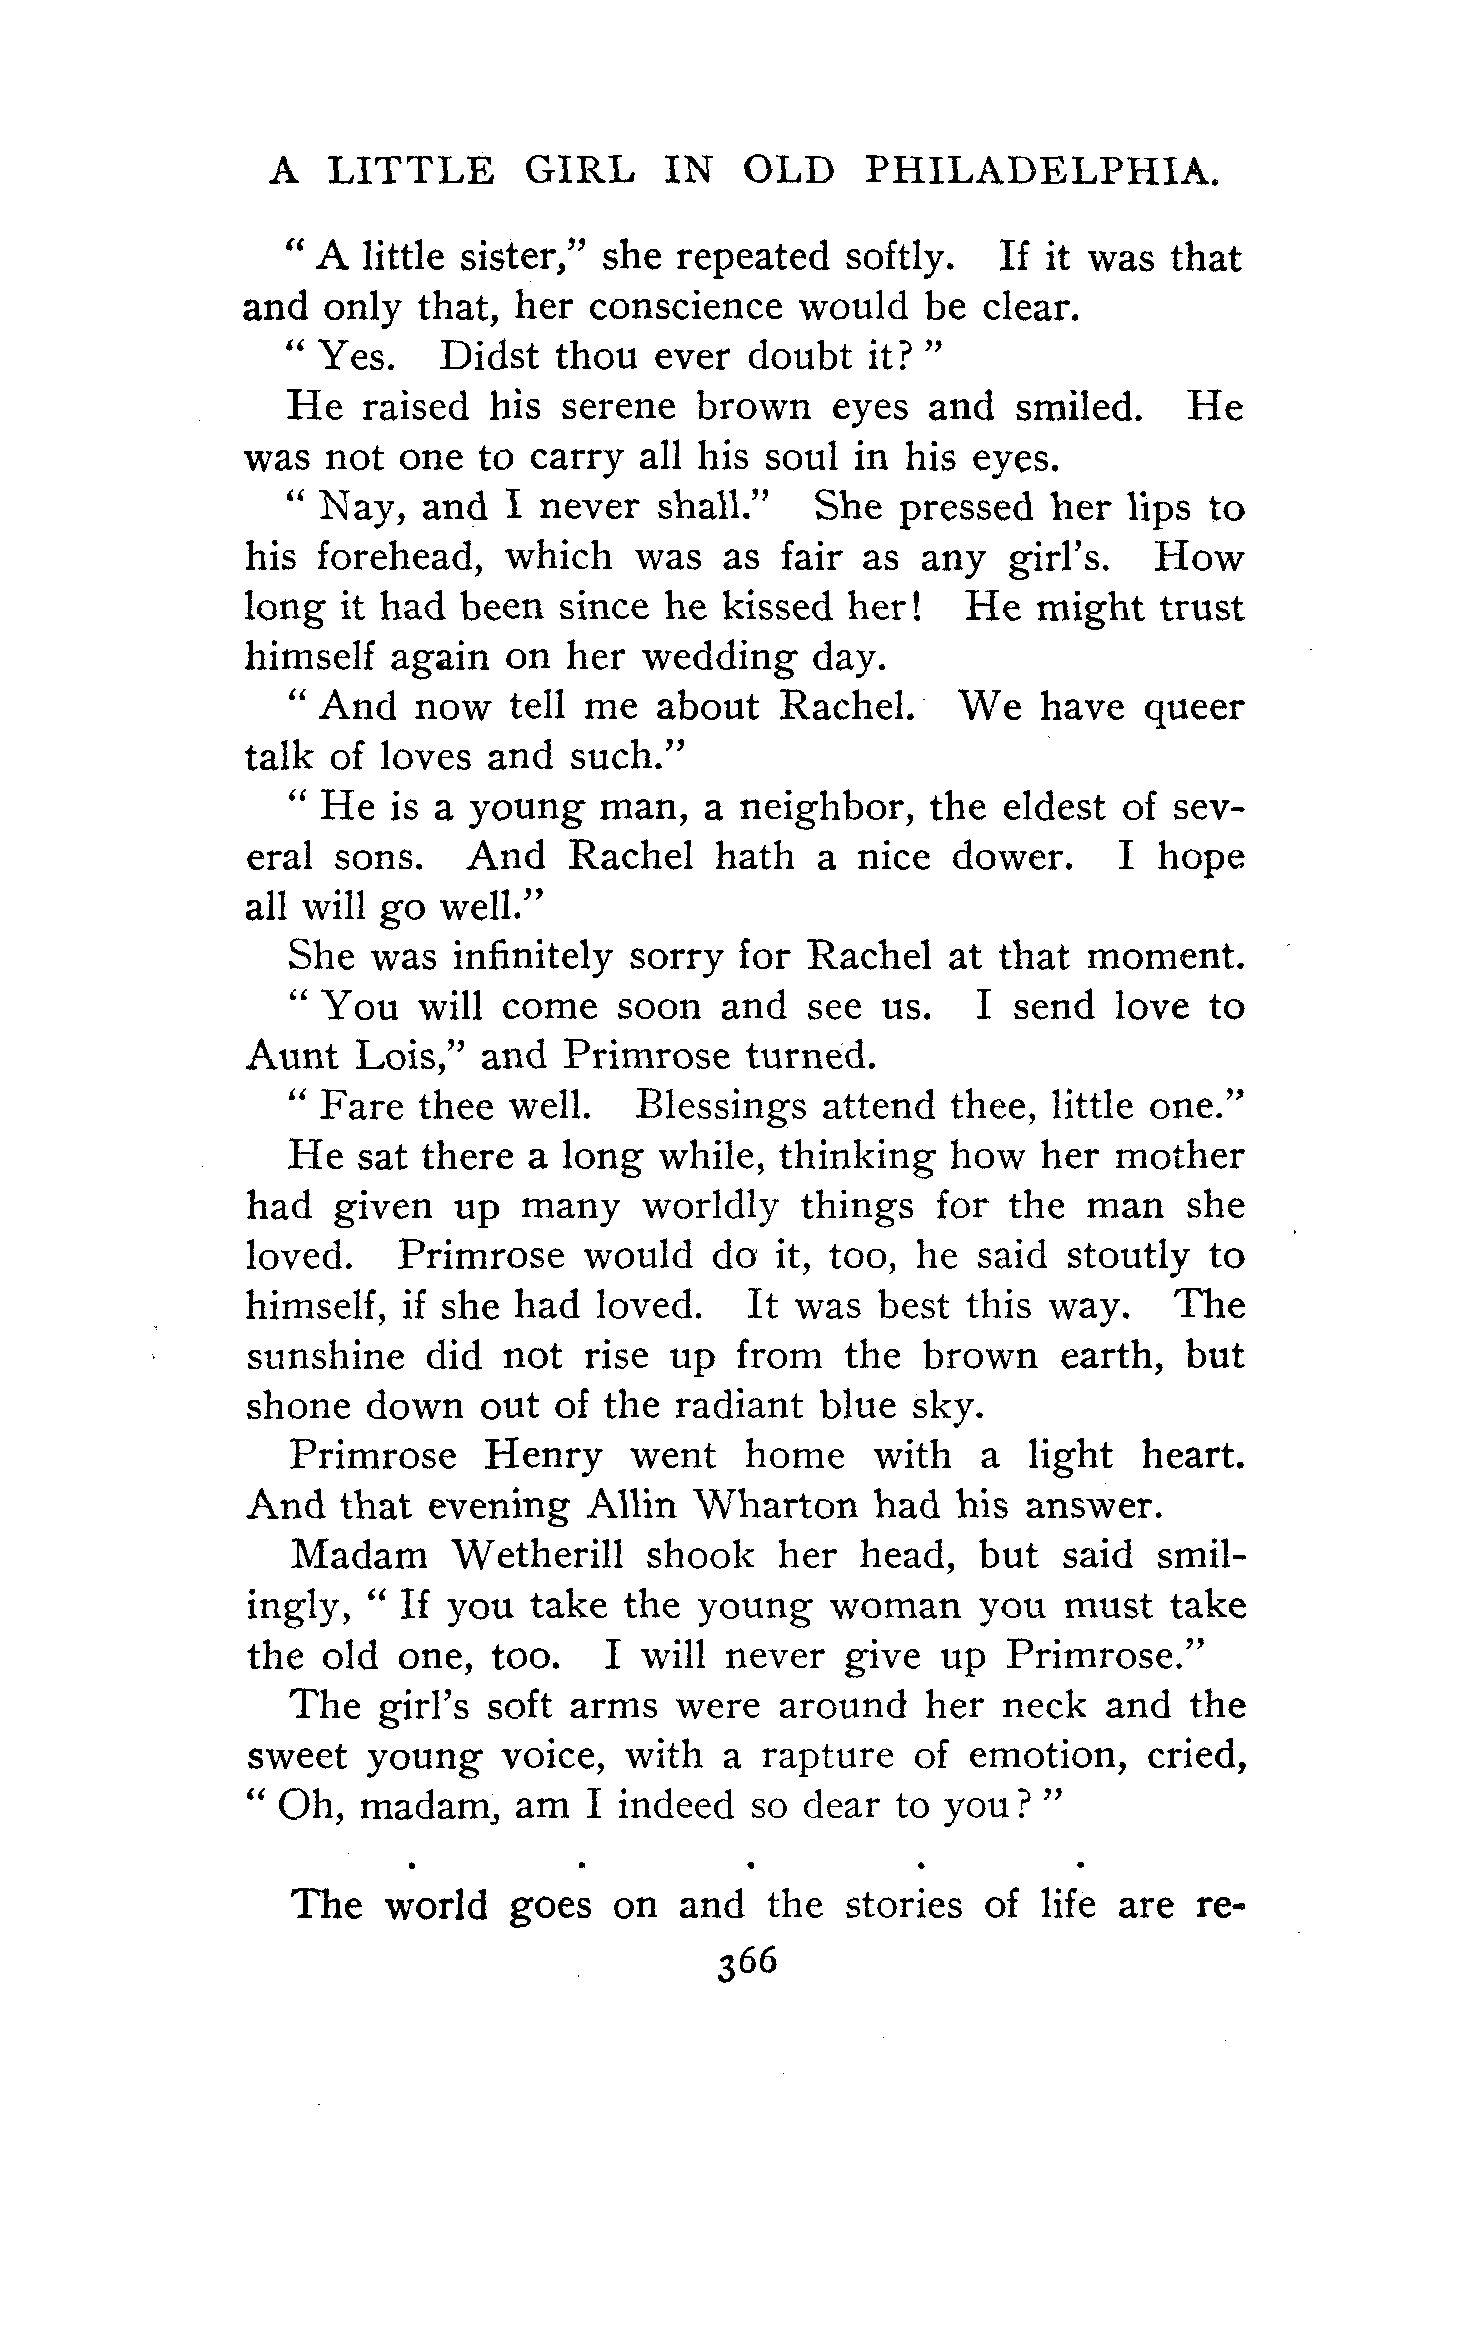 A LITTLE GIRL IN OLD PHILADELPHIA.
“ A little sister,” she repeated softly. If it was that
and only that, her conscience would be clear.
“ Yes. Didst thou ever doubt it? ”
He raised his serene brown eyes and smiled. He
was not one to carry all his soul in his eyes.
“ Nay, and I never shall.” She pressed her lips to
his forehead, which was as fair as any girl’s. How
long it had been since he kissed her! He might trust
himself again on her wedding day.
“ And now tell me about Rachel. We have queer
talk of loves and such.”
“ He is a young man, a neighbor, the eldest of sev-
eral sons. And Rachel hath a nice dower. I hope
all will go well.”
She was infinitely sorry for Rachel at that moment.
“ You will come soon and see us. I send love to
Aunt Lois,” and Primrose turned.
“ Fare thee well. Blessings attend thee, little one.”
He sat there a long while, thinking how her mother
had given up many worldly things for the man she
loved. Primrose would do it, too, he said stoutly to
himself, if she had loved. It was best this way. The
sunshine did not rise up from the brown earth, but
shone down out of the radiant blue sky.
Primrose Henry went home with a light heart.
And that evening Allin Wharton had his answer.
Madam Wetherill shook her head, but said smil-
ingly, “ If you take the young woman you must take
the old one, too. I will never give up Primrose.”
The girl’s soft arms were around her neck and the
sweet young voice, with a rapture of emotion, cried,
“ Oh, madam, am I indeed so dear to you? ”
. . . . .
The world goes on and the stories of life are re-
366